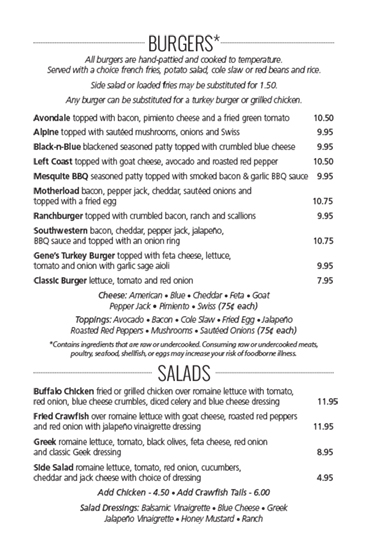 BURGERS*
All burgers are hand-pattied and cooked to temperature.
Served with a choice french fries, potato salad, cole slaw or red beans and rice.
Side salad or loaded fries may be substituted for 1.50.
Any burger can be substituted for a turkey burger or grilled chicken.
Avondale topped with bacon, pimiento cheese and a fried green tomato 10.50
Alpine topped with sautéed mushrooms, onions and Swiss 9.95
Black-n-Blue blackened seasoned patty topped with crumbled blue cheese 9.95
Left Coast topped with goat cheese, avocado and roasted red pepper 10.50
Mesquite BBQ seasoned patty topped with smoked bacon & garlic BBQ sauce 9.95
Motherload bacon, pepper jack, cheddar, sautéed onions and
topped with a fried egg 10.75
Ranchburger topped with crumbled bacon, ranch and scallions 9.95
Southwestern bacon, cheddar, pepper jack, jalapeño,
BBQ sauce and topped with an onion ring 10.75
Gene's Turkey Burger topped with feta cheese, lettuce,
tomato and onion with garlic sage aioli 9.95
Classic Burger lettuce, tomato and red onion 7.95
Cheese: American • Blue • Cheddar • Feta • Goat
Pepper Jack • Pimiento • Swiss (75¢ each)
Toppings: Avocado • Bacon • Cole Slaw • Fried Egg • Jalapeño
Roasted Red Peppers • Mushrooms • Sautéed Onions (75¢ each)
*Contains ingredients that are raw or undercooked. Consuming raw or undercooked meats,
poultry, seafood, shellfish, or eggs may increase your risk of foodborne illness.
SALADS
Buffalo Chicken fried or grilled chicken over romaine lettuce with tomato,
red onion, blue cheese crumbles, diced celery and blue cheese dressing 11.95
Fried Crawfish over romaine lettuce with goat cheese, roasted red peppers
and red onion with jalapeño vinaigrette dressing 11.95
Greek romaine lettuce, tomato, black olives, feta cheese, red onion
and classic Geek dressing 8.95
Side Salad romaine lettuce, tomato, red onion, cucumbers,
cheddar and jack cheese with choice of dressing 4.95
Add Chicken - 4.50 • Add Crawfish Tails - 6.00
Salad Dressings: Balsamic Vinaigrette • Blue Cheese • Greek
Jalapeño Vinaigrette • Honey Mustard • Ranch